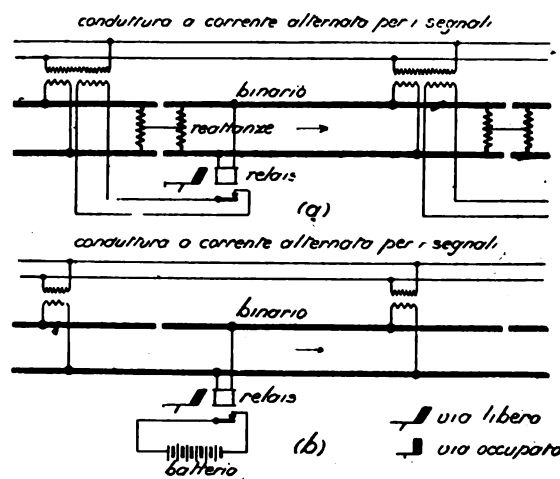 conduttura a corrente alternata per i segnali
binario
reattanze
relais
(a)
conduttura a corrente alternata per i segnali
binario
relais
via libera
(b)
via occupata
batteria